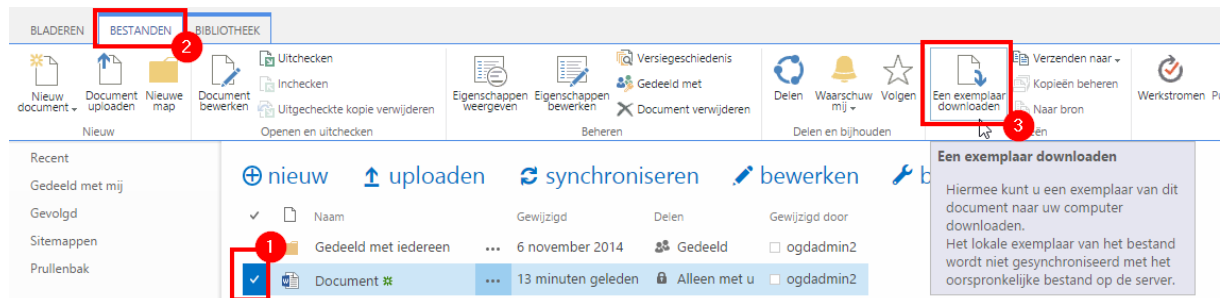 BLADEREN BESTANDEN BIBLIOTHEEK
2
Nieuw document
Document uploaden
Nieuwe map
Nieuw
Document bewerken
Uitchecken
Inchecken
Uitgecheckte kopie verwijderen
Openen en uitchecken
Eigenschappen weergeven
Eigenschappen bewerken
Versiegeschiedenis
Gedeeld met
Document verwijderen
Beheren
Delen
Waarschuw mij
Volgen
Delen en bijhouden
Een exemplaar downloaden
Verzenden naar
Kopieën beheren
Naar bron
3
ën
Werkstromen
Recent
Gedeeld met mij
Gevolgd
Sitemappen
Prullenbak
nieuw uploaden synchroniseren bewerken b
Naam Gewijzigd Delen Gewijzigd door
1
Gedeeld met iedereen ... 6 november 2014 Gedeeld ogdadmin2
Document ... 13 minuten geleden Alleen met u ogdadmin2
Een exemplaar downloaden
Hiermee kunt u een exemplaar van dit
document naar uw computer
downloaden.
Het lokale exemplaar van het bestand
wordt niet gesynchroniseerd met het
oorspronkelijke bestand op de server.